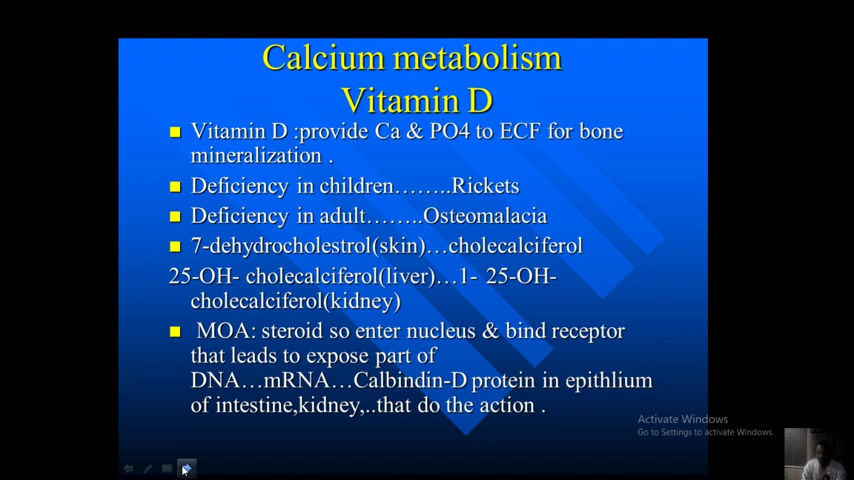 Calcium metabolism
Vitamin D
Vitamin D :provide Ca & PO4 to ECF for bone
mineralization .
Deficiency in children……..Rickets
Deficiency in adult……..Osteomalacia
7-dehydrocholestrol(skin)…cholecalciferol
25-OH- cholecalciferol(liver)…1- 25-OH-
cholecalciferol(kidney)
MOA: steroid so enter nucleus & bind receptor
that leads to expose part of
DNA…mRNA…Calbindin-D protein in epithlium
of intestine,kidney,..that do the action .
Activate Windows
Go to Settings to activate Windows.